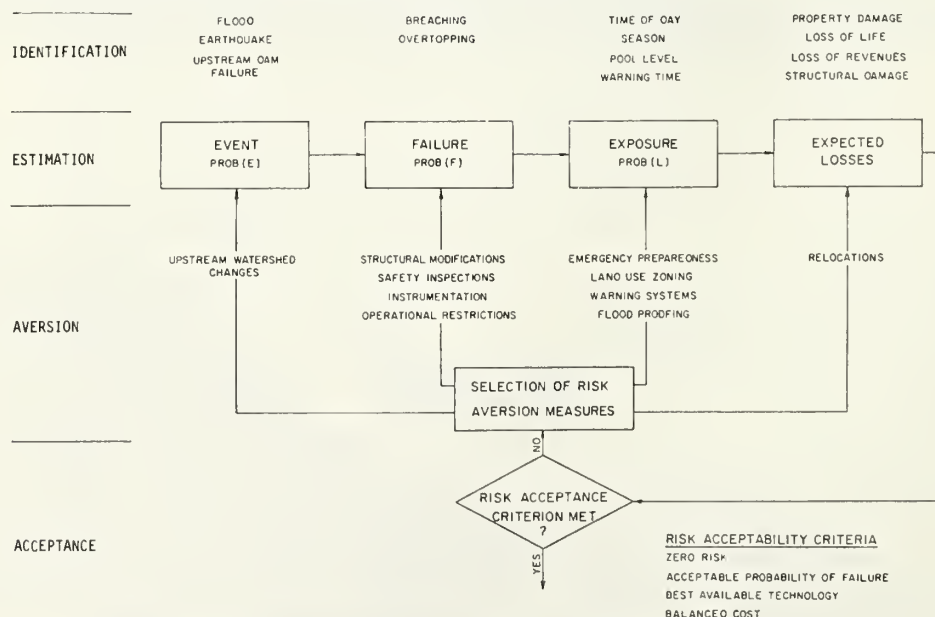 IDENTIFICATION
FLOOD
EARTHQUAKE
UPSTREAM DAM
FAILURE
BREACHING
OVERTOPPING
TIME OF DAY
SEASON
POOL LEVEL
WARNING TIME
PROPERTY DAMAGE
LOSS OF LIFE
LOSS OF REVENUES
STRUCTURAL DAMAGE
ESTIMATION
EVENT
PROB (E)
FAILURE
PROB (F)
EXPOSURE
PROB (L)
EXPECTED
LOSSES
AVERSION
UPSTREAM WATERSHED
CHANGES
STRUCTURAL MODIFICATIONS
SAFETY INSPECTIONS
INSTRUMENTATION
OPERATIONAL RESTRICTIONS
EMERGENCY PREPAREDNESS
LAND USE ZONING
WARNING SYSTEMS
FLOOD PROOFING
RELOCATIONS
SELECTION OF RISK
AVERSION MEASURES
NO
ACCEPTANCE
RISK ACCEPTANCE
CRITERION MET
?
YES
RISK ACCEPTABILITY CRITERIA
ZERO RISK
ACCEPTABLE PROBABILITY OF FAILURE
BEST AVAILABLE TECHNOLOGY
BALANCED COST